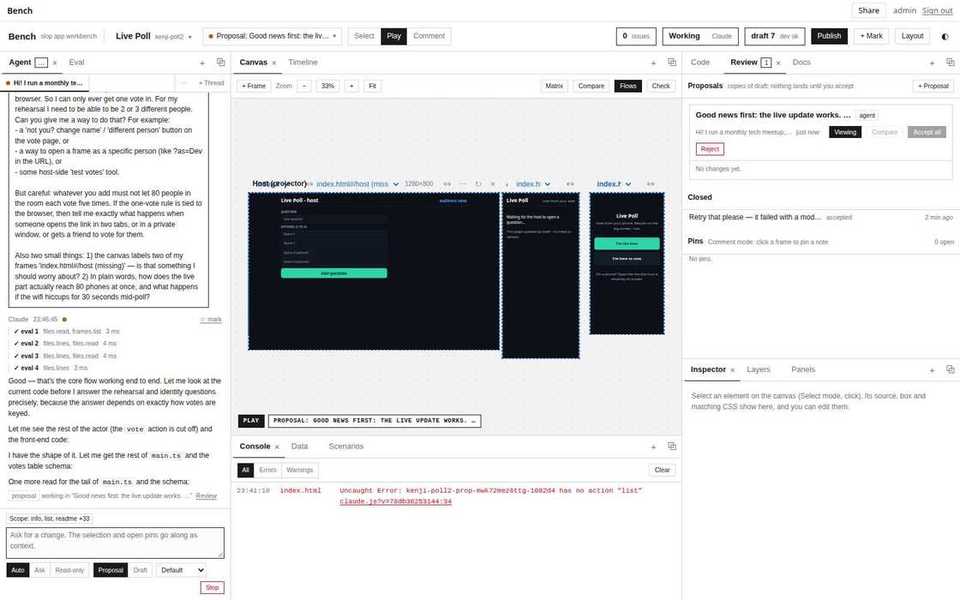 Bench
Share
admin
Sign out
Bench slop app workbench
Live Poll kenji-poll2
Proposal: Good news first: the liv...
Select
Play
Comment
0 issues
Working Claude
draft 7 dev ok
Publish
+ Mark
Layout
Agent ...
Eval
Hi! I run a monthly te...
+ Thread
browser. So I can only ever get one vote in. For my
rehearsal I need to be able to be 2 or 3 different people.
Can you give me a way to do that? For example:
- a 'not you? change name' / 'different person' button on
the vote page, or
- a way to open a frame as a specific person (like ?as=Dev
in the URL), or
- some host-side 'test votes' tool.
But careful: whatever you add must not let 80 people in
the room each vote five times. If the one-vote rule is tied to
the browser, then tell me exactly what happens when
someone opens the link in two tabs, or in a private
window, or gets a friend to vote for them.
Also two small things: 1) the canvas labels two of my
frames 'index.html#/host (missing)' — is that something I
should worry about? 2) In plain words, how does the live
part actually reach 80 phones at once, and what happens
if the wifi hiccups for 30 seconds mid-poll?
Claude 23:45:45
mark
✓ eval 1 files.read, frames.list 3 ms
✓ eval 2 files.lines, files.read 4 ms
✓ eval 3 files.lines, files.read 4 ms
✓ eval 4 files.lines 3 ms
Good — that's the core flow working end to end. Let me look at the
current code before I answer the rehearsal and identity questions
precisely, because the answer depends on exactly how votes are
keyed.
Let me see the rest of the actor (the vote action is cut off) and
the front-end code:
I have the shape of it. Let me get the rest of main.ts and the
votes table schema:
One more read for the tail of main.ts and the schema:
proposal working in "Good news first: the live update works. ..." Review
Scope: info, list, readme +33
Ask for a change. The selection and open pins go along as
context.
Auto
Ask
Read-only
Proposal
Draft
Default
Stop
Canvas
Timeline
+ Frame
Zoom
−
33%
+
Fit
Matrix
Compare
Flows
Check
Host (projector)
index.html#/host (miss
1280×800
index.h
index.f
Live Poll - host
Add question
Waiting for the host to open a
question...
Live Poll
PLAY
PROPOSAL: GOOD NEWS FIRST: THE LIVE UPDATE WORKS. …
Console
Data
Scenarios
All
Errors
Warnings
Clear
23:41:10 index.html Uncaught Error: kenji-poll2-prop-mwk72mez6ttg-1002d4 has no action "list"
claude.js?v=78db36253144:34
Code
Review 1
Docs
Proposals copies of draft: nothing lands until you accept
+ Proposal
Good news first: the live update works. ... agent
Hi! I run a monthly tech meetup,... just now
Viewing
Compare
Accept all
Reject
No changes yet.
Closed
Retry that please — it failed with a mod... accepted 2 min ago
Pins Comment mode: click a frame to pin a note 0 open
No pins.
Inspector
Layers
Panels
Select an element on the canvas (Select mode, click). Its source, box and
matching CSS show here, and you can edit them.